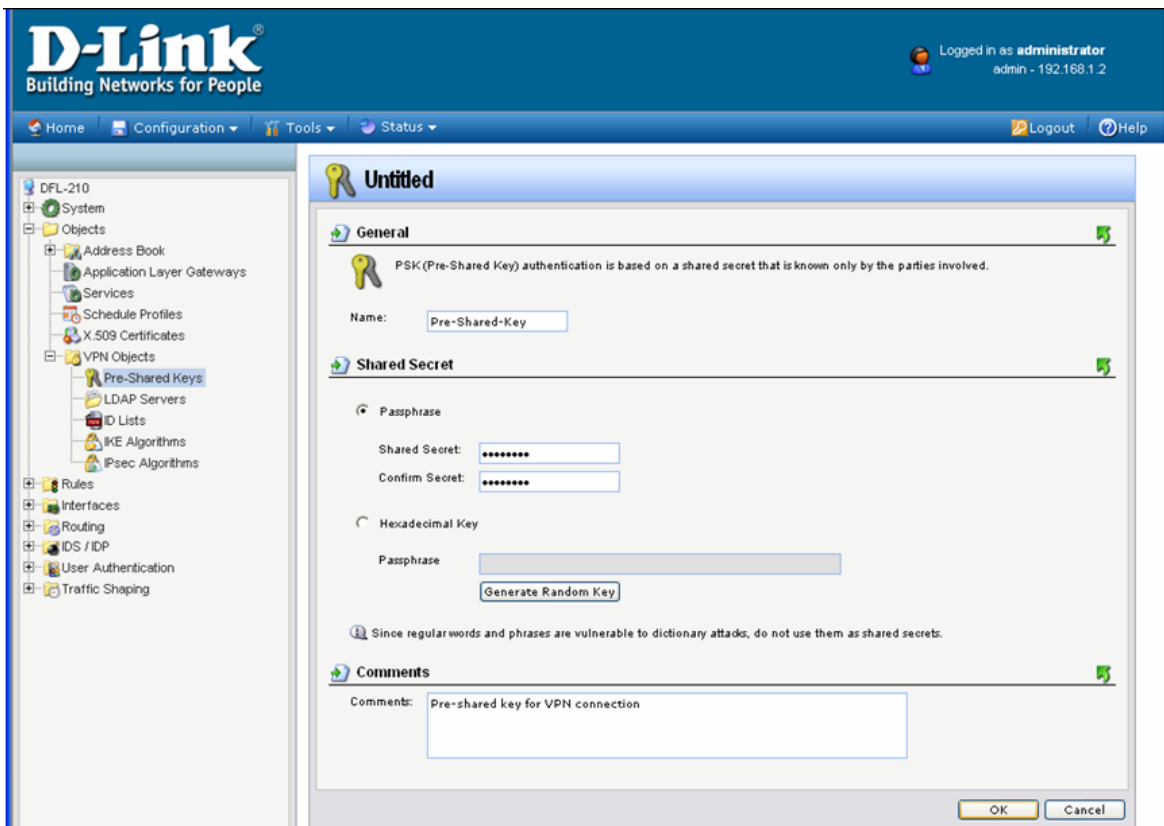 D-Link®
Building Networks for People
Logged in as administrator
admin - 192.168.1.2
Home Configuration Tools Status Logout Help
DFL-210
System
Objects
Address Book
Application Layer Gateways
Services
Schedule Profiles
X.509 Certificates
VPN Objects
Pre-Shared Keys
LDAP Servers
ID Lists
IKE Algorithms
IPsec Algorithms
Rules
Interfaces
Routing
IDS / IDP
User Authentication
Traffic Shaping
Untitled
General
PSK (Pre-Shared Key) authentication is based on a shared secret that is known only by the parties involved.
Name: Pre-Shared-Key
Shared Secret
Passphrase
Shared Secret: ••••••••
Confirm Secret: ••••••••
Hexadecimal Key
Passphrase
Generate Random Key
Since regular words and phrases are vulnerable to dictionary attacks, do not use them as shared secrets.
Comments
Comments: Pre-shared key for VPN connection
OK Cancel